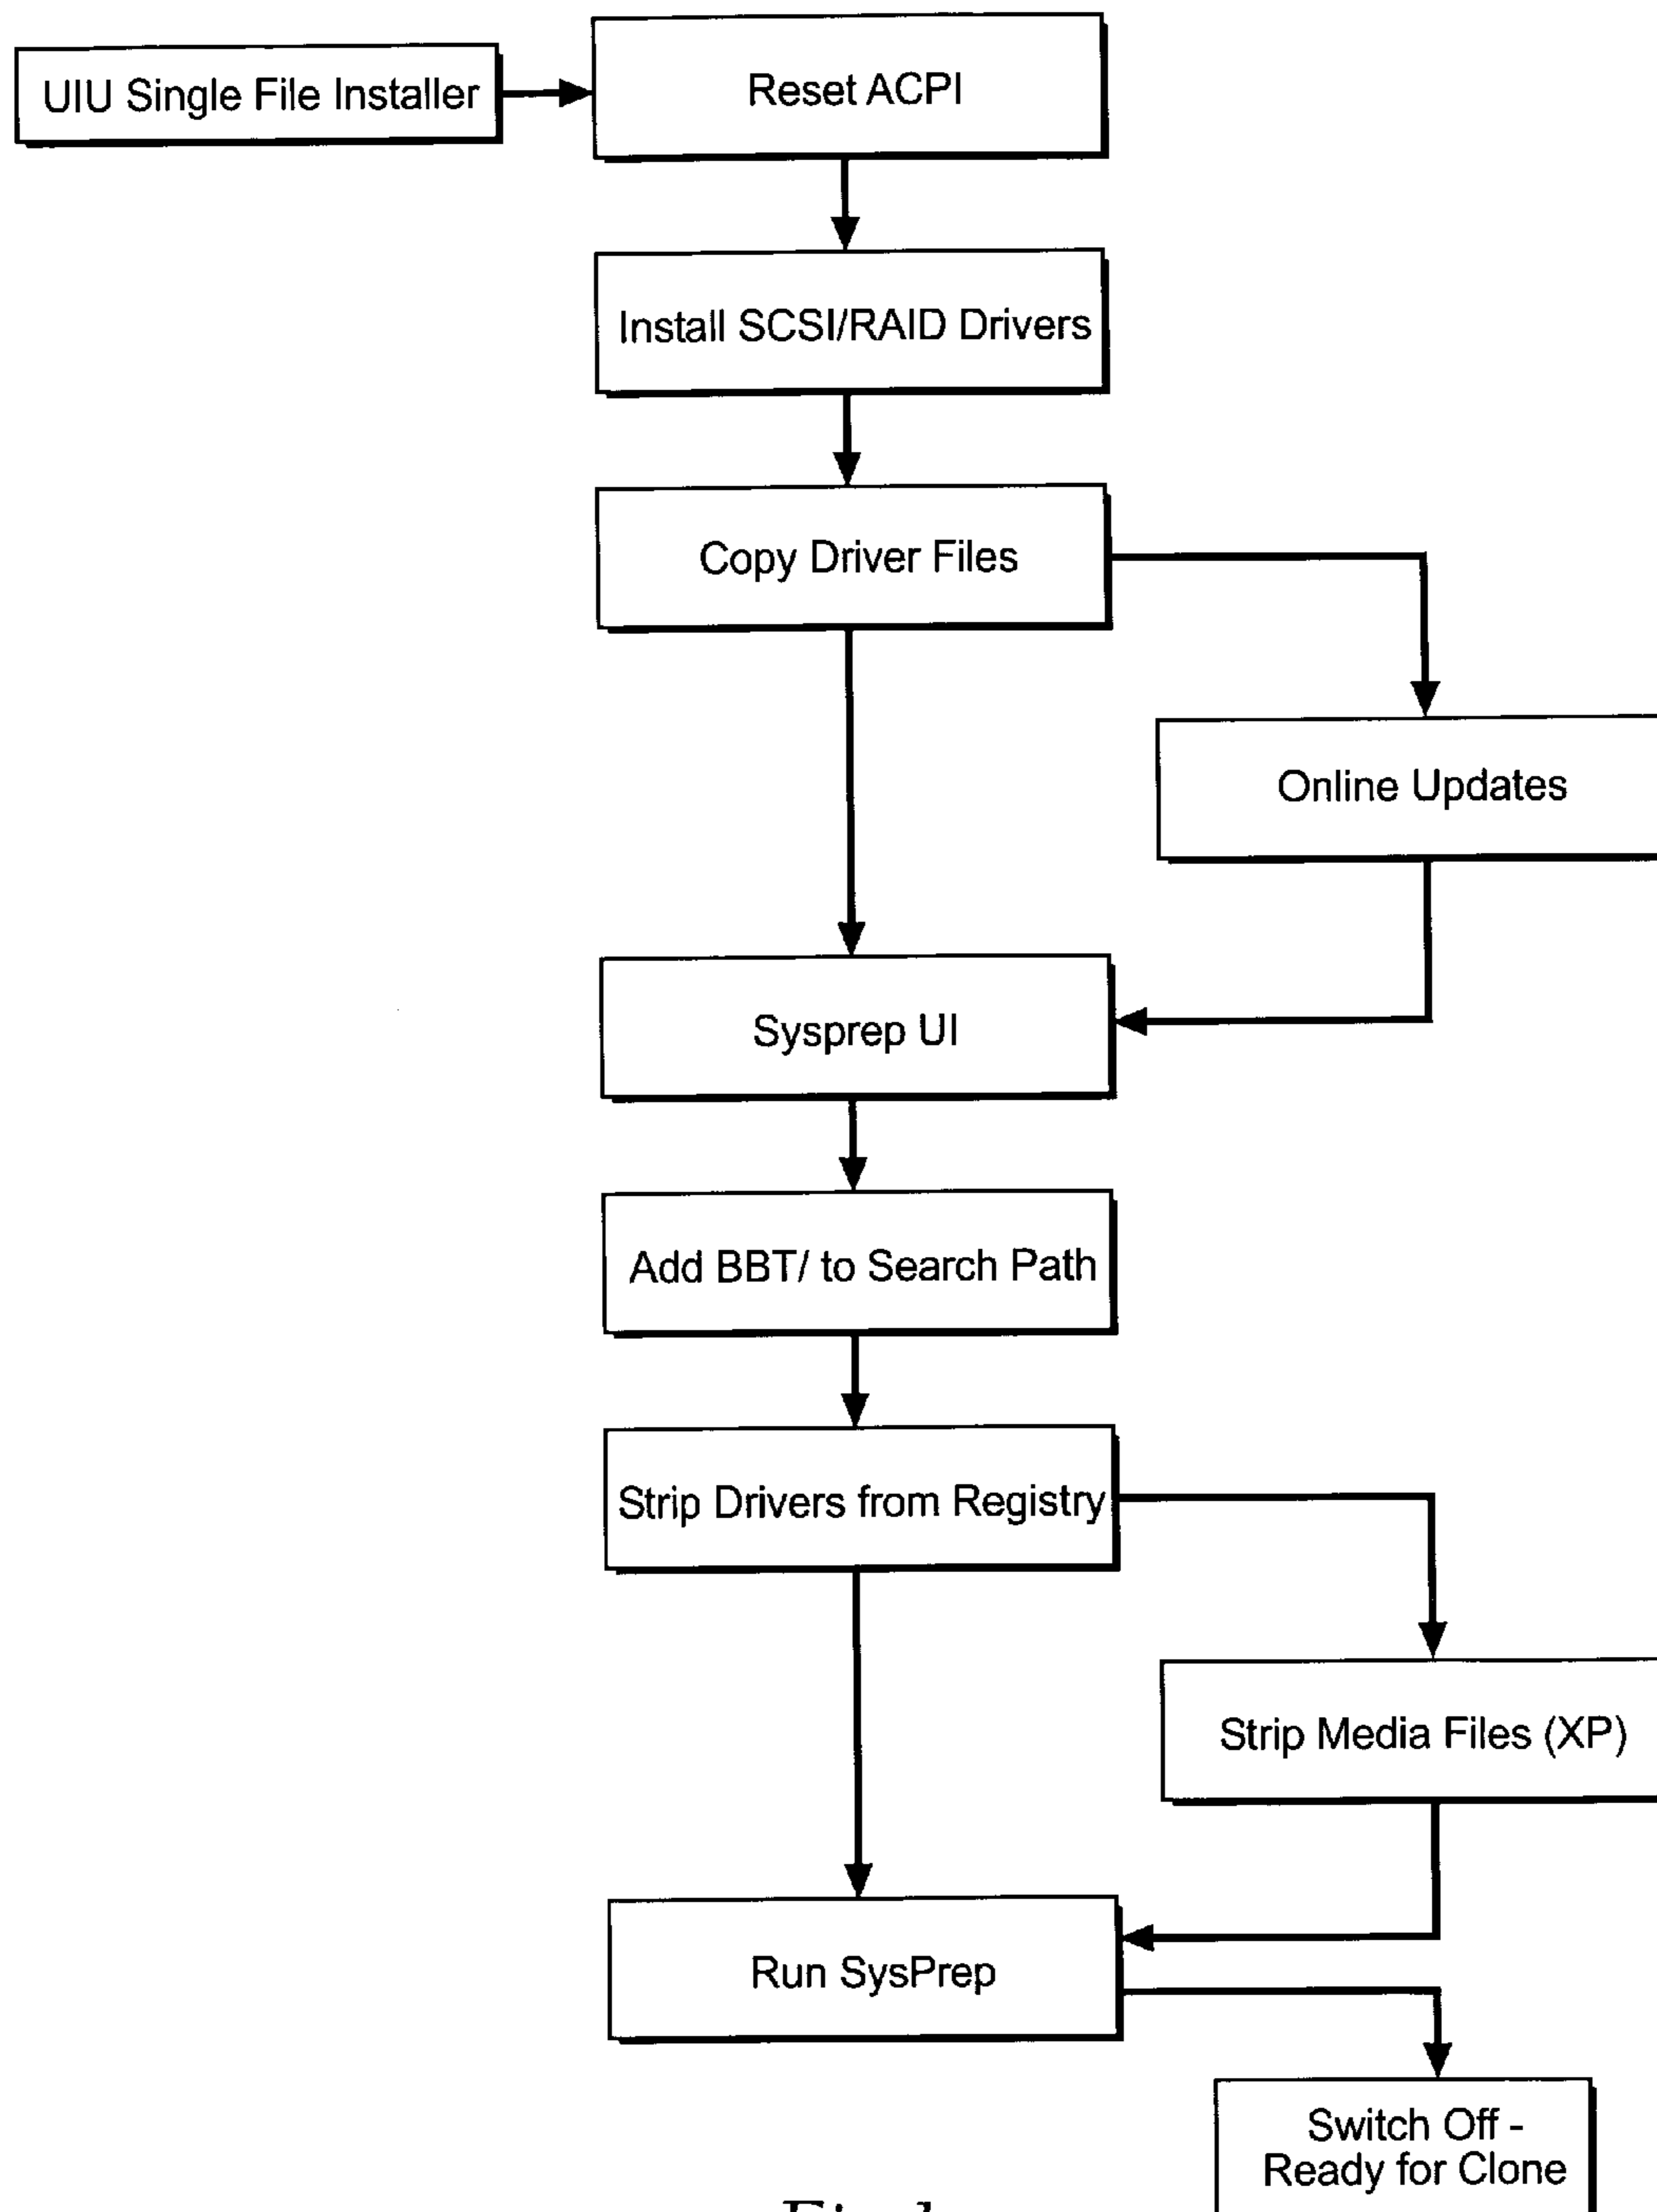 UIU Single File Installer
Reset ACPI
Install SCSI/RAID Drivers
Copy Driver Files
Online Updates
Sysprep UI
Add BBT/ to Search Path
Strip Drivers from Registry
Strip Media Files (XP)
Run SysPrep
Switch Off -
Ready for Clone